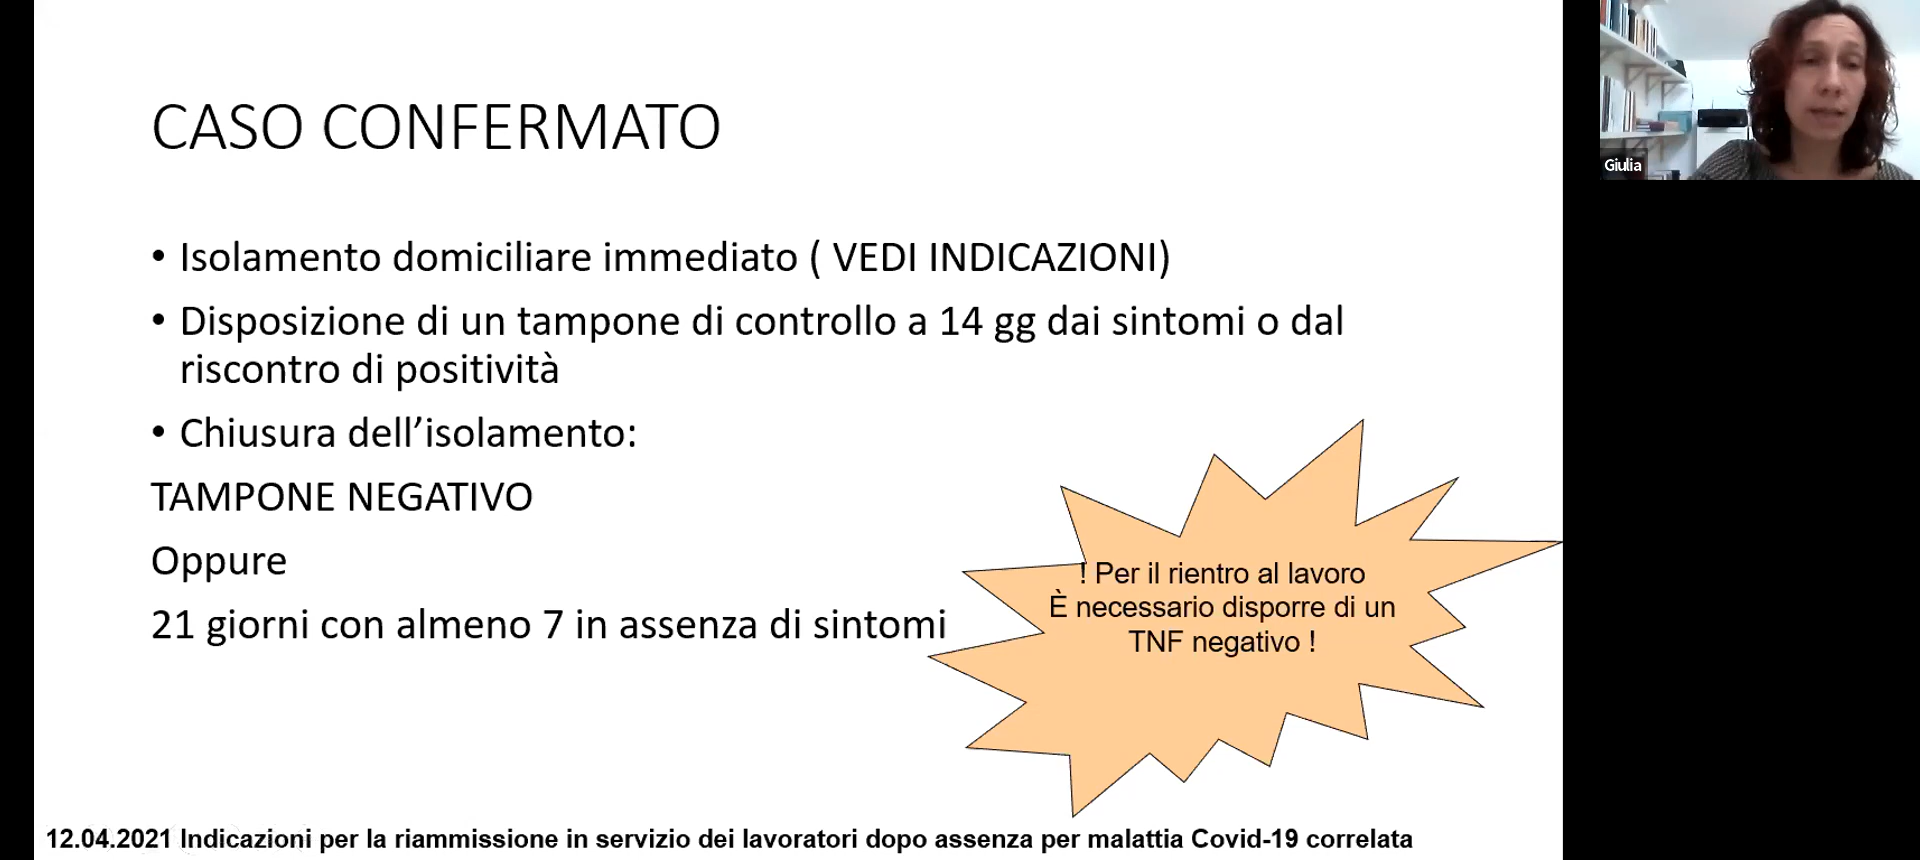 CASO CONFERMATO
• Isolamento domiciliare immediato ( VEDI INDICAZIONI)
• Disposizione di un tampone di controllo a 14 gg dai sintomi o dal
riscontro di positività
• Chiusura dell’isolamento:
TAMPONE NEGATIVO
Oppure
21 giorni con almeno 7 in assenza di sintomi
! Per il rientro al lavoro
È necessario disporre di un
TNF negativo !
12.04.2021 Indicazioni per la riammissione in servizio dei lavoratori dopo assenza per malattia Covid-19 correlata
Giulia